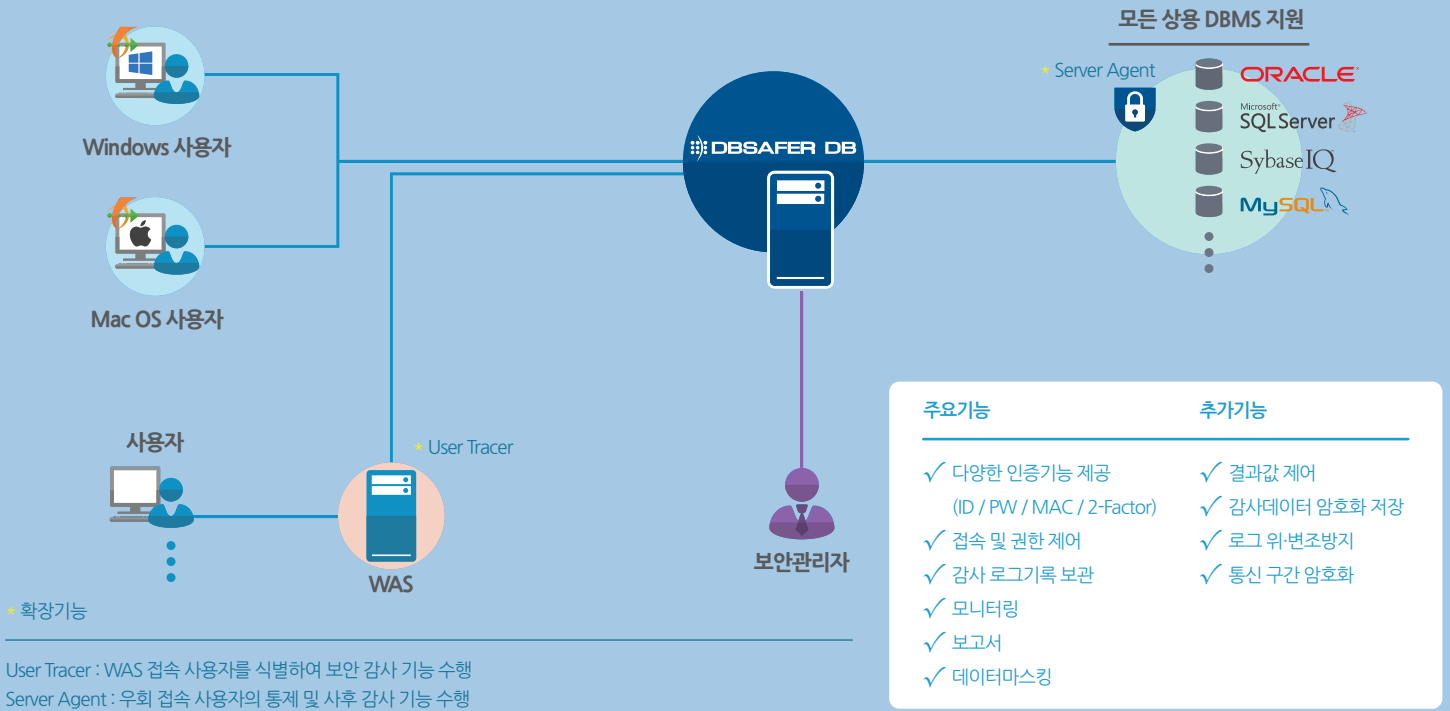 모든 상용 DBMS 지원
* Server Agent
ORACLE
Microsoft®
SQL Server
Sybase IQ
MySQL
Windows 사용자
DBSAFER DB
Mac OS 사용자
사용자
* User Tracer
WAS
보안관리자
* 확장기능
User Tracer : WAS 접속 사용자를 식별하여 보안 감사 기능 수행
Server Agent : 우회 접속 사용자의 통제 및 사후 감사 기능 수행
주요기능
✓ 다양한 인증기능 제공
(ID / PW / MAC / 2-Factor)
✓ 접속 및 권한 제어
✓ 감사 로그기록 보관
✓ 모니터링
✓ 보고서
✓ 데이터마스킹
추가기능
✓ 결과값 제어
✓ 감사데이터 암호화 저장
✓ 로그 위·변조방지
✓ 통신 구간 암호화